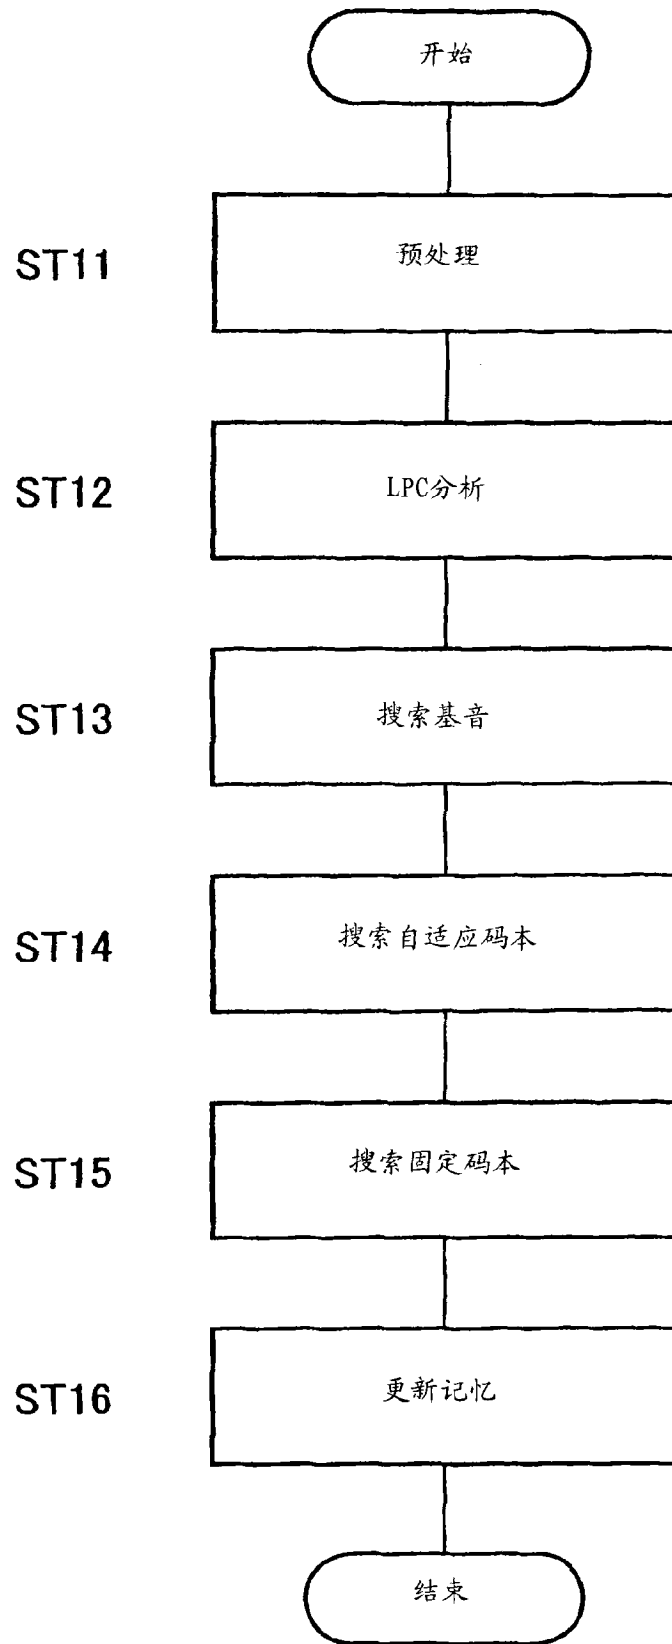 开始
ST11 预处理
ST12 LPC分析
ST13 搜索基音
ST14 搜索自适应码本
ST15 搜索固定码本
ST16 更新记忆
结束